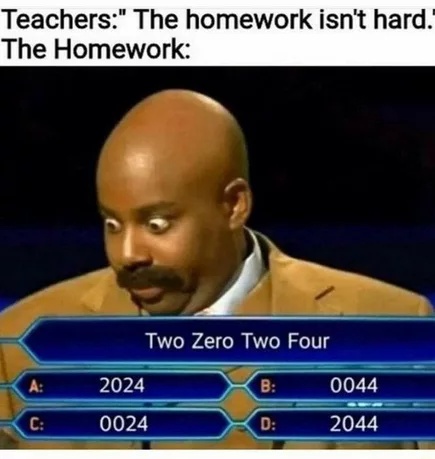 Teachers:" The homework isn't hard."
The Homework:
Two Zero Two Four
A: 2024
B: 0044
C: 0024
D: 2044